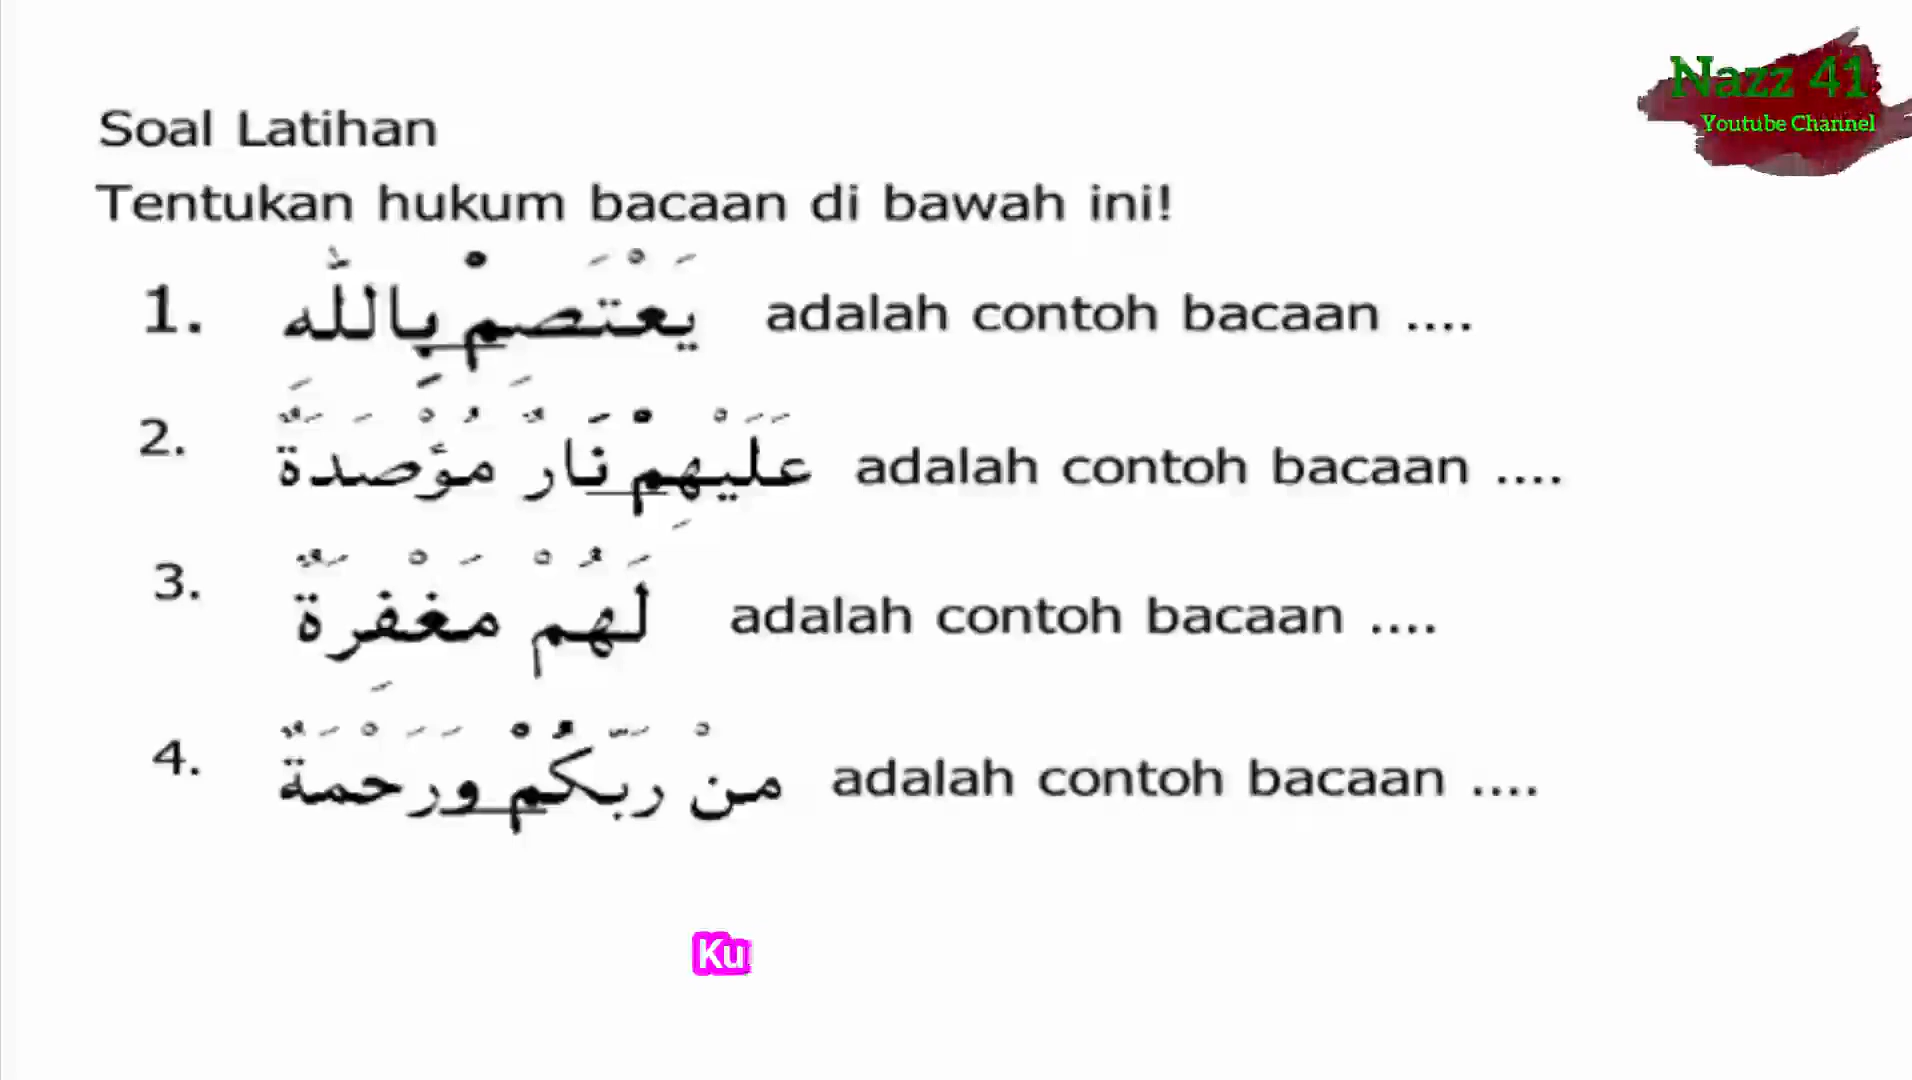 Nazz 41
Youtube Channel
Soal Latihan
Tentukan hukum bacaan di bawah ini!
1. يَعْتَصِمْ بِاللَّهِ adalah contoh bacaan ....
2. عَلَيْهِمْ نَارٌ مُؤْصَدَةٌ adalah contoh bacaan ....
3. لَهُمْ مَغْفِرَةٌ adalah contoh bacaan ....
4. مِنْ رَبِّكُمْ وَرَحْمَةٌ adalah contoh bacaan ....
Ku